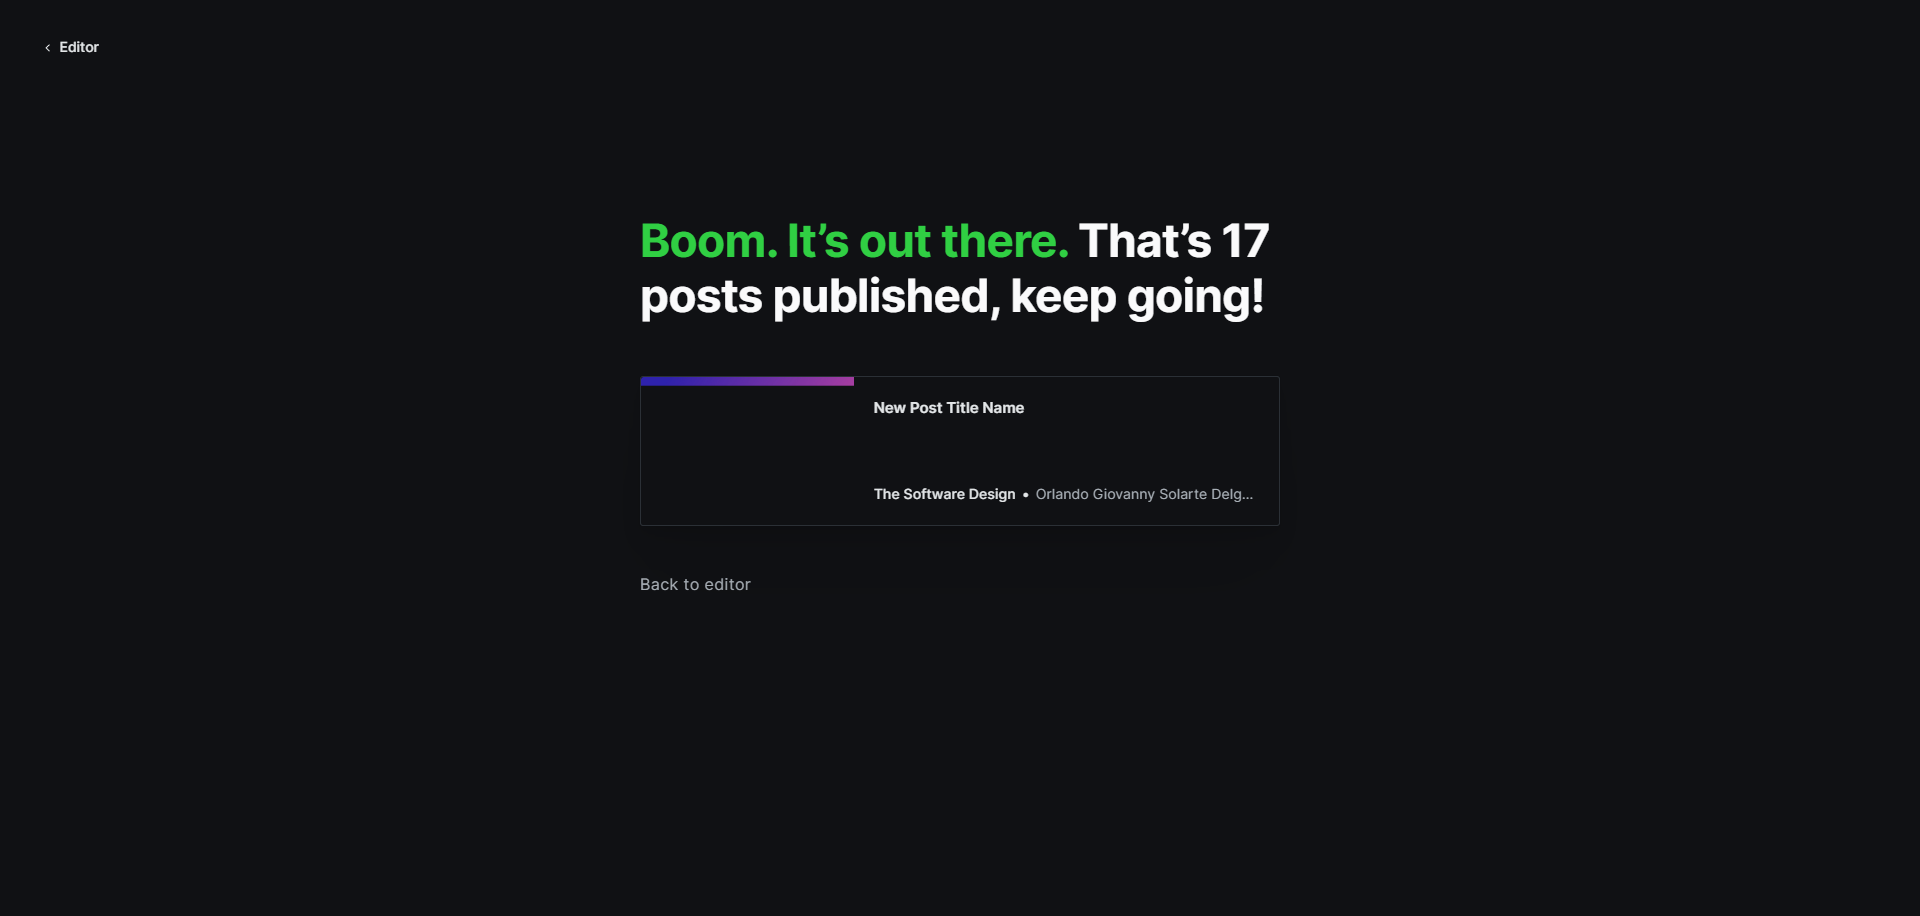 Editor
Boom. It’s out there. That’s 17
posts published, keep going!
New Post Title Name
The Software Design • Orlando Giovanny Solarte Delg...
Back to editor